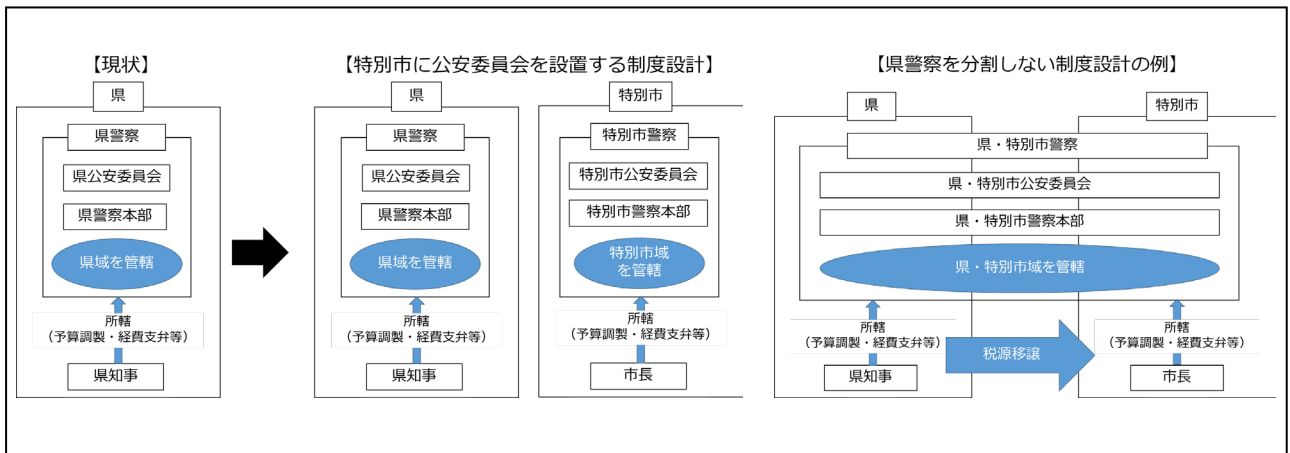 【現状】
県
県警察
県公安委員会
県警察本部
県域を管轄
所轄
（予算調製・経費支弁等）
県知事
【特別市に公安委員会を設置する制度設計】
県
県警察
県公安委員会
県警察本部
県域を管轄
所轄
（予算調製・経費支弁等）
県知事
特別市
特別市警察
特別市公安委員会
特別市警察本部
特別市域
を管轄
所轄
（予算調製・経費支弁等）
市長
【県警察を分割しない制度設計の例】
県
特別市
県・特別市警察
県・特別市公安委員会
県・特別市警察本部
県・特別市域を管轄
所轄
（予算調製・経費支弁等）
県知事
税源移譲
所轄
（予算調製・経費支弁等）
市長